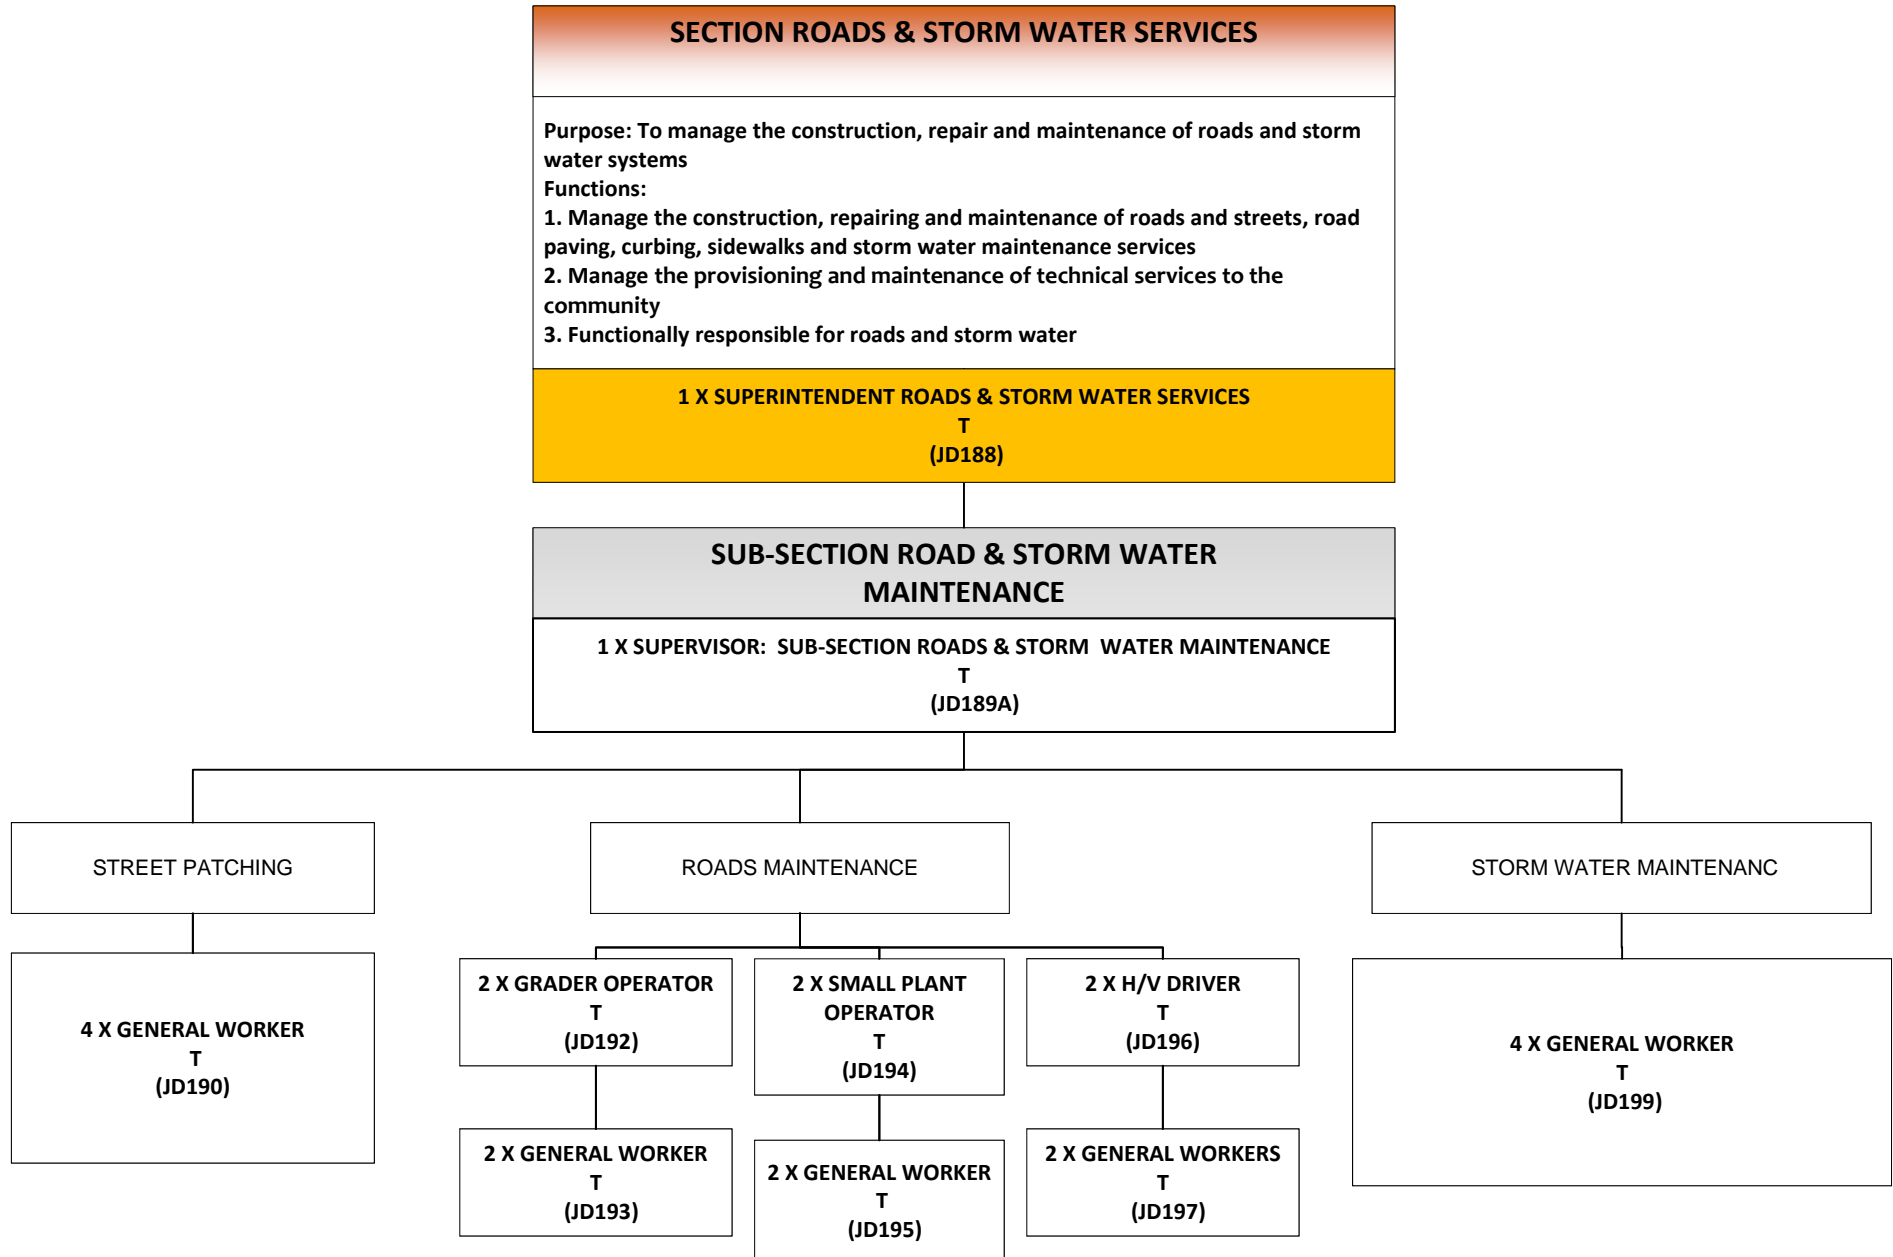 SECTION ROADS & STORM WATER SERVICES
Purpose: To manage the construction, repair and maintenance of roads and storm
water systems
Functions:
1. Manage the construction, repairing and maintenance of roads and streets, road
paving, curbing, sidewalks and storm water maintenance services
2. Manage the provisioning and maintenance of technical services to the
community
3. Functionally responsible for roads and storm water
1 X SUPERINTENDENT ROADS & STORM WATER SERVICES
T
(JD188)
SUB-SECTION ROAD & STORM WATER
MAINTENANCE
1 X SUPERVISOR:  SUB-SECTION ROADS & STORM  WATER MAINTENANCE
T
(JD189A)
STREET PATCHING
4 X GENERAL WORKER
T
(JD190)
ROADS MAINTENANCE
2 X GRADER OPERATOR
T
(JD192)
2 X GENERAL WORKER
T
(JD193)
2 X SMALL PLANT
OPERATOR
T
(JD194)
2 X GENERAL WORKER
T
(JD195)
2 X H/V DRIVER
T
(JD196)
2 X GENERAL WORKERS
T
(JD197)
STORM WATER MAINTENANC
4 X GENERAL WORKER
T
(JD199)